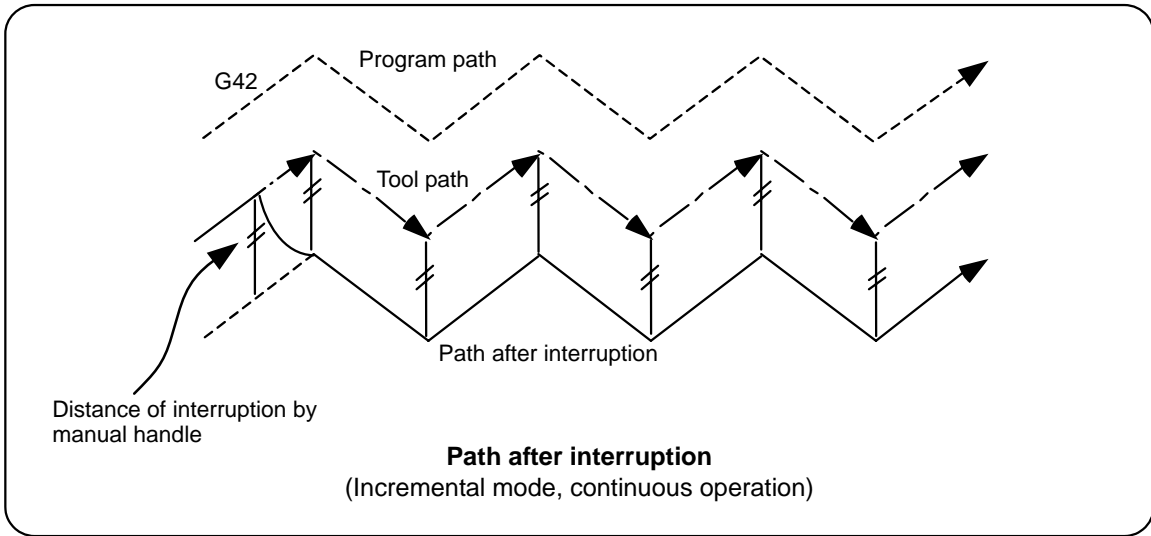 Program path
G42
Tool path
Path after interruption
Distance of interruption by
manual handle
Path after interruption
(Incremental mode, continuous operation)